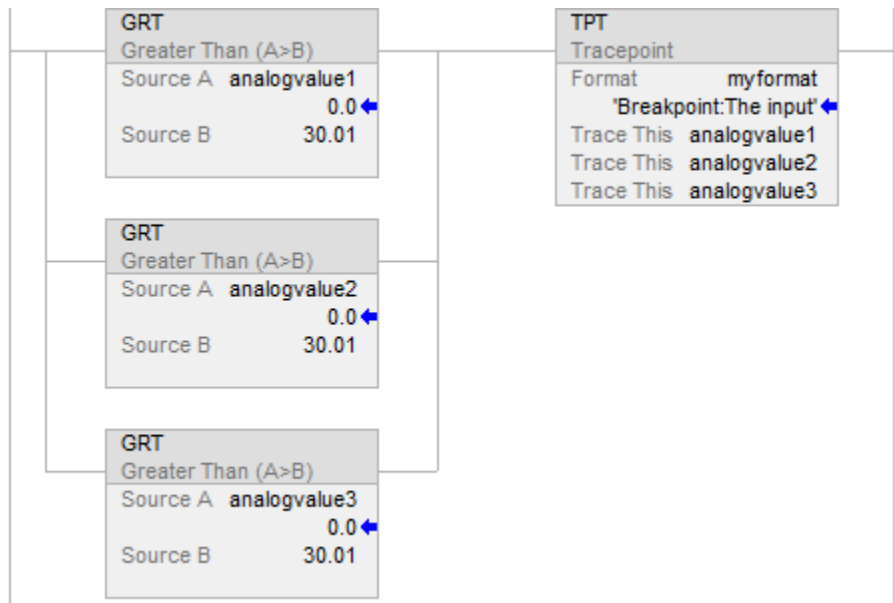 GRT
Greater Than (A>B)
Source A analogvalue1
0.0
Source B 30.01
GRT
Greater Than (A>B)
Source A analogvalue2
0.0
Source B 30.01
GRT
Greater Than (A>B)
Source A analogvalue3
0.0
Source B 30.01
TPT
Tracepoint
Format myformat
'Breakpoint:The input'
Trace This analogvalue1
Trace This analogvalue2
Trace This analogvalue3